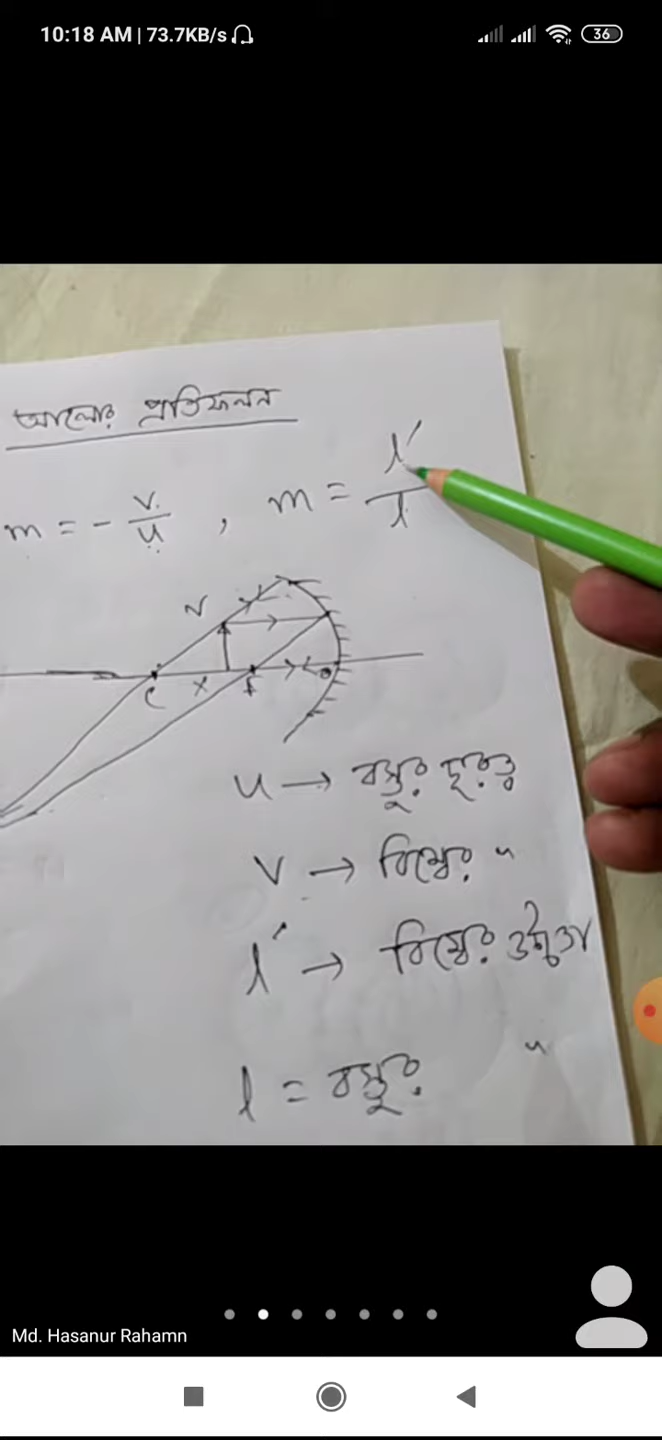 10:18 AM | 73.7KB/s
36
আলোর প্রতিফলন
m = - v/u , m = l′/l
C
F
u → বস্তুর দূরত্ব
v → বিম্বের "
l′ → বিম্বের উচ্চতা
l = বস্তুর "
Md. Hasanur Rahamn